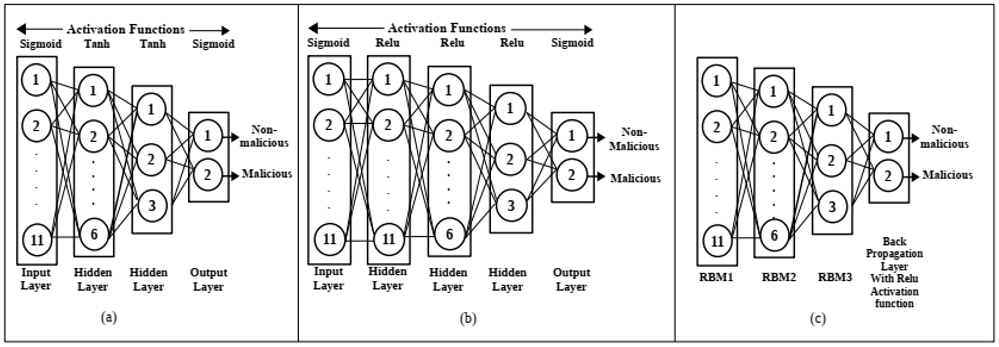 Activation Functions
Sigmoid Tanh Tanh Sigmoid
1 1 1 1
2 2 2 2
11 6 3
Non-
malicious
Malicious
Input
Layer
Hidden
Layer
Hidden
Layer
Output
Layer
(a)
Activation Functions
Sigmoid Relu Relu Relu Sigmoid
1 1 1 1 1
2 2 2 2 2
11 11 6 3
Non-
Malicious
Malicious
Input
Layer
Hidden
Layer
Hidden
Layer
Hidden
Layer
Output
Layer
(b)
1 1 1 1
2 2 2 2
11 6 3
Non-
malicious
Malicious
RBM1 RBM2 RBM3
Back
Propagation
Layer
With Relu
Activation
function
(c)